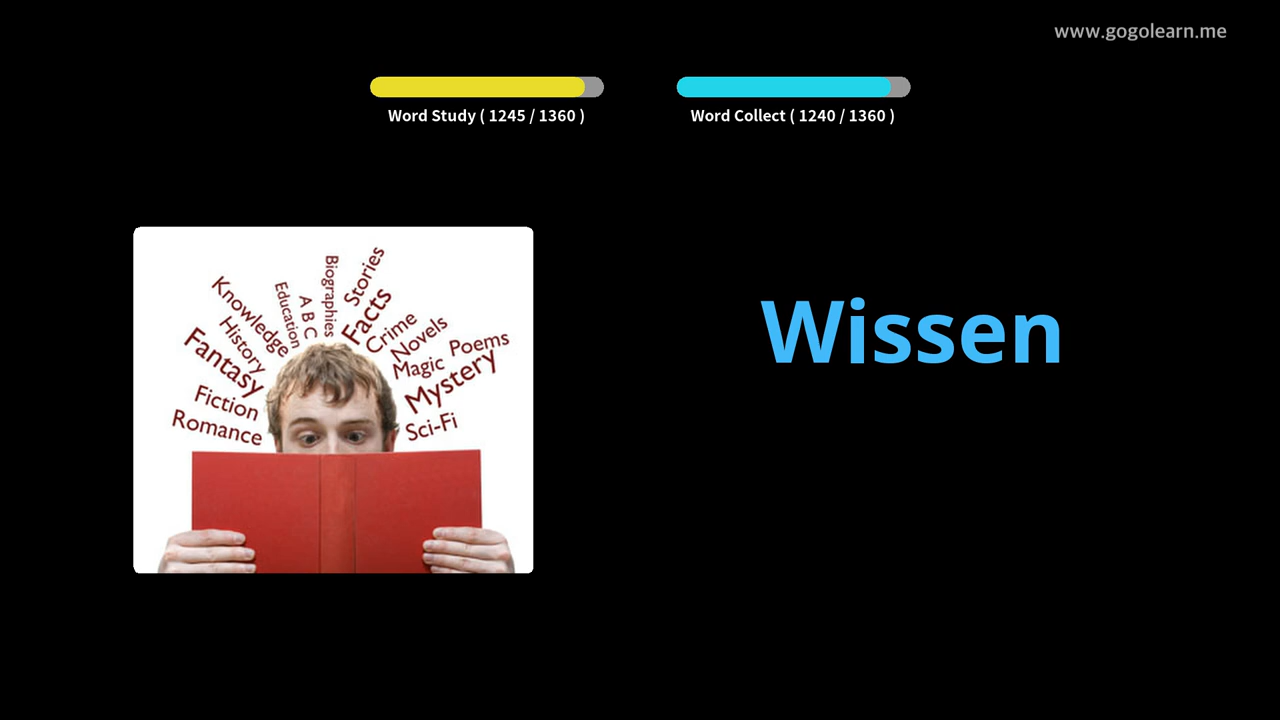 www.gogolearn.me
Word Study ( 1245 / 1360 )
Word Collect ( 1240 / 1360 )
Wissen
Biographies
Stories
Education
A B C
Facts
Knowledge
Crime
History
Novels
Fantasy
Poems
Magic
Mystery
Fiction
Romance
Sci-Fi